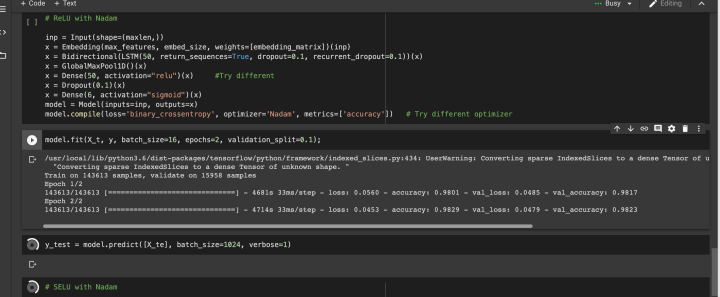 + Code + Text
Busy
Editing
[ ] # ReLU with Nadam
inp = Input(shape=(maxlen,))
x = Embedding(max_features, embed_size, weights=[embedding_matrix])(inp)
x = Bidirectional(LSTM(50, return_sequences=True, dropout=0.1, recurrent_dropout=0.1))(x)
x = GlobalMaxPool1D()(x)
x = Dense(50, activation="relu")(x) #Try different
x = Dropout(0.1)(x)
x = Dense(6, activation="sigmoid")(x)
model = Model(inputs=inp, outputs=x)
model.compile(loss='binary_crossentropy', optimizer='Nadam', metrics=['accuracy']) # Try different optimizer
model.fit(X_t, y, batch_size=16, epochs=2, validation_split=0.1);
/usr/local/lib/python3.6/dist-packages/tensorflow/python/framework/indexed_slices.py:434: UserWarning: Converting sparse IndexedSlices to a dense Tensor of u
"Converting sparse IndexedSlices to a dense Tensor of unknown shape. "
Train on 143613 samples, validate on 15958 samples
Epoch 1/2
143613/143613 [==============================] - 4681s 33ms/step - loss: 0.0560 - accuracy: 0.9801 - val_loss: 0.0485 - val_accuracy: 0.9817
Epoch 2/2
143613/143613 [==============================] - 4714s 33ms/step - loss: 0.0453 - accuracy: 0.9829 - val_loss: 0.0479 - val_accuracy: 0.9823
y_test = model.predict([X_te], batch_size=1024, verbose=1)
# SELU with Nadam